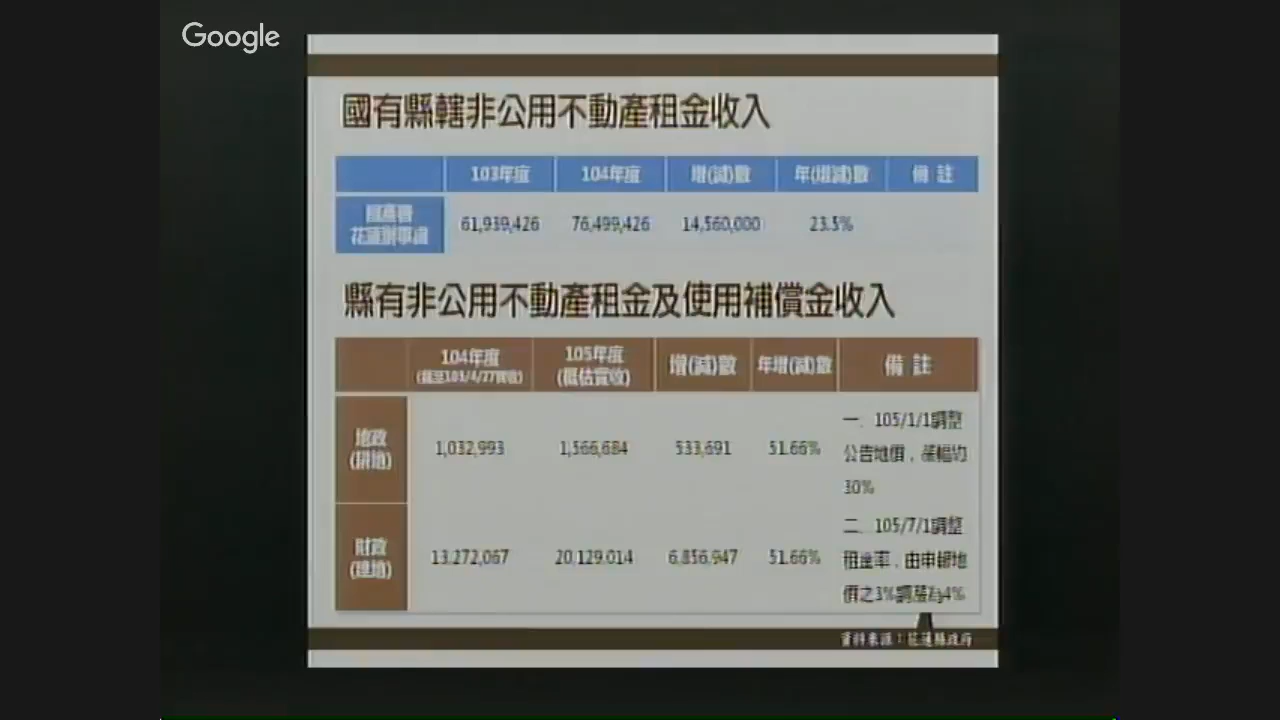 Google
國有縣轄非公用不動產租金收入
103年度 104年度 增(減)數 年(增減)數 備 註
國產署
花蓮辦事處
61,939,426 76,499,426 14,560,000 23.5%
縣有非公用不動產租金及使用補償金收入
104年度 105年度 增(減)數 年增(減)數 備 註
(概估實收)
地政
(耕地)
1,032,993 1,566,684 533,691 51.66%
一、105/1/1調整
公告地價，漲幅約
30%
財政
(建地)
13,272,067 20,129,014 6,856,947 51.66%
二、105/7/1調整
租金率，由申報地
價之3%調漲為4%
資料來源：花蓮縣政府